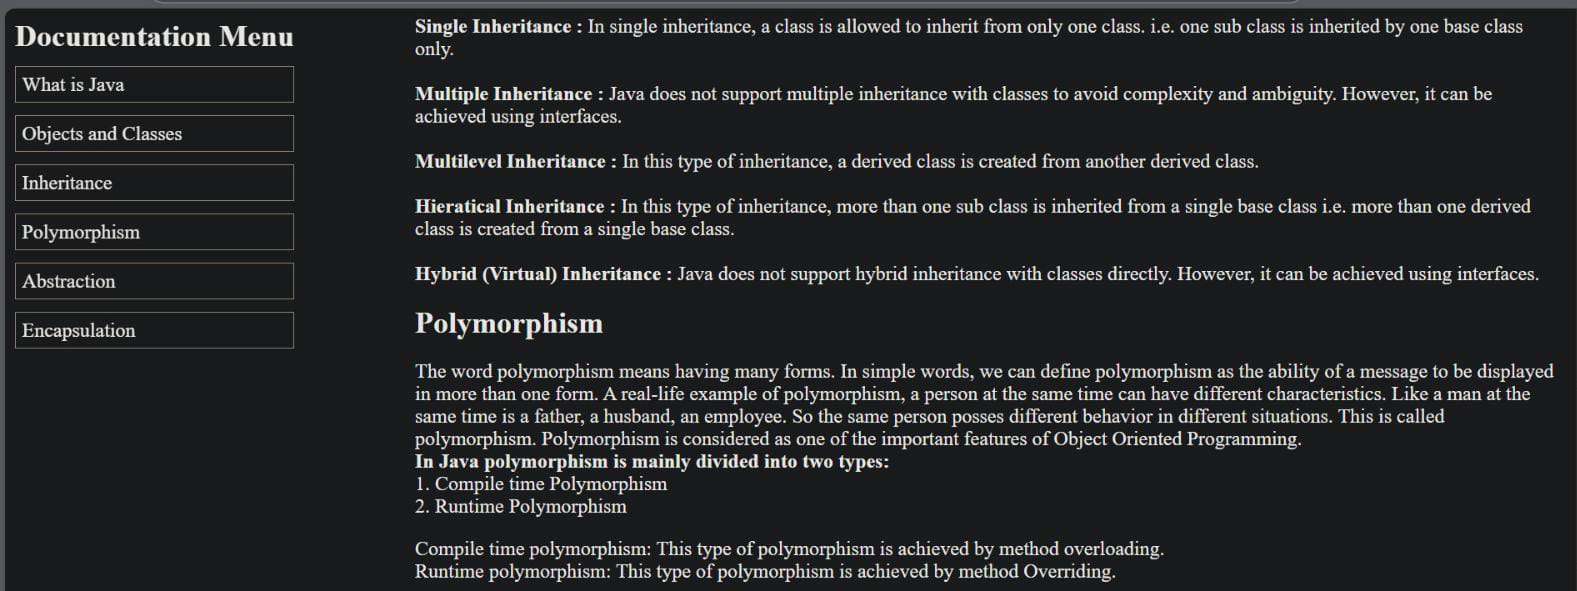 Documentation Menu
What is Java
Objects and Classes
Inheritance
Polymorphism
Abstraction
Encapsulation
Single Inheritance : In single inheritance, a class is allowed to inherit from only one class. i.e. one sub class is inherited by one base class
only.
Multiple Inheritance : Java does not support multiple inheritance with classes to avoid complexity and ambiguity. However, it can be
achieved using interfaces.
Multilevel Inheritance : In this type of inheritance, a derived class is created from another derived class.
Hieratical Inheritance : In this type of inheritance, more than one sub class is inherited from a single base class i.e. more than one derived
class is created from a single base class.
Hybrid (Virtual) Inheritance : Java does not support hybrid inheritance with classes directly. However, it can be achieved using interfaces.
Polymorphism
The word polymorphism means having many forms. In simple words, we can define polymorphism as the ability of a message to be displayed
in more than one form. A real-life example of polymorphism, a person at the same time can have different characteristics. Like a man at the
same time is a father, a husband, an employee. So the same person posses different behavior in different situations. This is called
polymorphism. Polymorphism is considered as one of the important features of Object Oriented Programming.
In Java polymorphism is mainly divided into two types:
1. Compile time Polymorphism
2. Runtime Polymorphism
Compile time polymorphism: This type of polymorphism is achieved by method overloading.
Runtime polymorphism: This type of polymorphism is achieved by method Overriding.